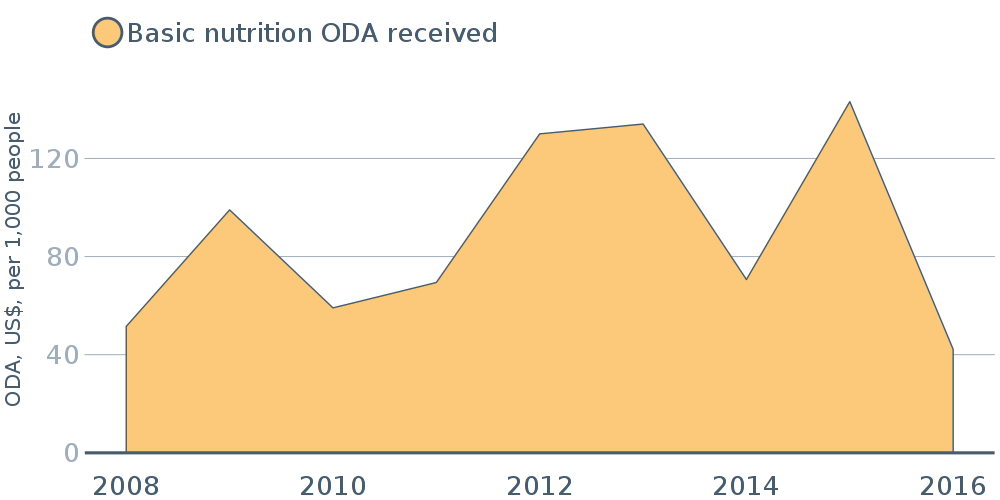 Basic nutrition ODA received
ODA, US$, per 1,000 people
120
80
40
0
2008 2010 2012 2014 2016